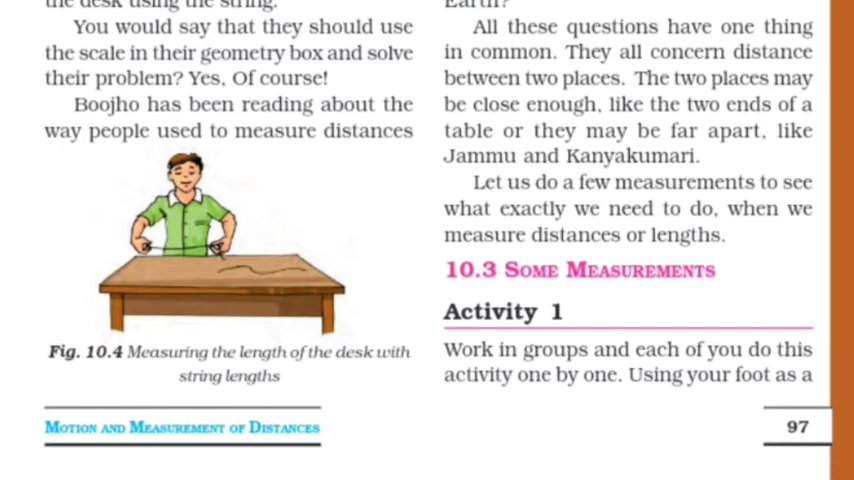 the desk using the string.
You would say that they should use
the scale in their geometry box and solve
their problem? Yes, Of course!
Boojho has been reading about the
way people used to measure distances
Fig. 10.4 Measuring the length of the desk with
string lengths
Earth?
All these questions have one thing
in common. They all concern distance
between two places. The two places may
be close enough, like the two ends of a
table or they may be far apart, like
Jammu and Kanyakumari.
Let us do a few measurements to see
what exactly we need to do, when we
measure distances or lengths.
10.3 SOME MEASUREMENTS
Activity 1
Work in groups and each of you do this
activity one by one. Using your foot as a
MOTION AND MEASUREMENT OF DISTANCES
97